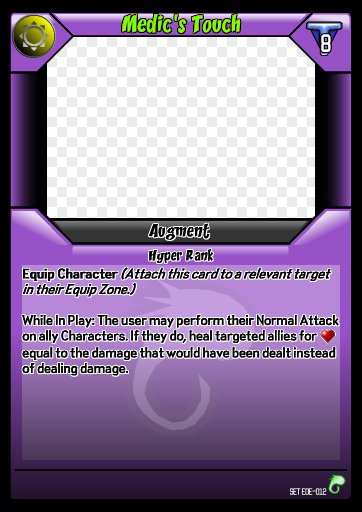 Medic's Touch
8
Augment
Hyper Rank
Equip Character (Attach this card to a relevant target
in their Equip Zone.)
While In Play: The user may perform their Normal Attack
on ally Characters. If they do, heal targeted allies for ❤
equal to the damage that would have been dealt instead
of dealing damage.
SET EDE-012